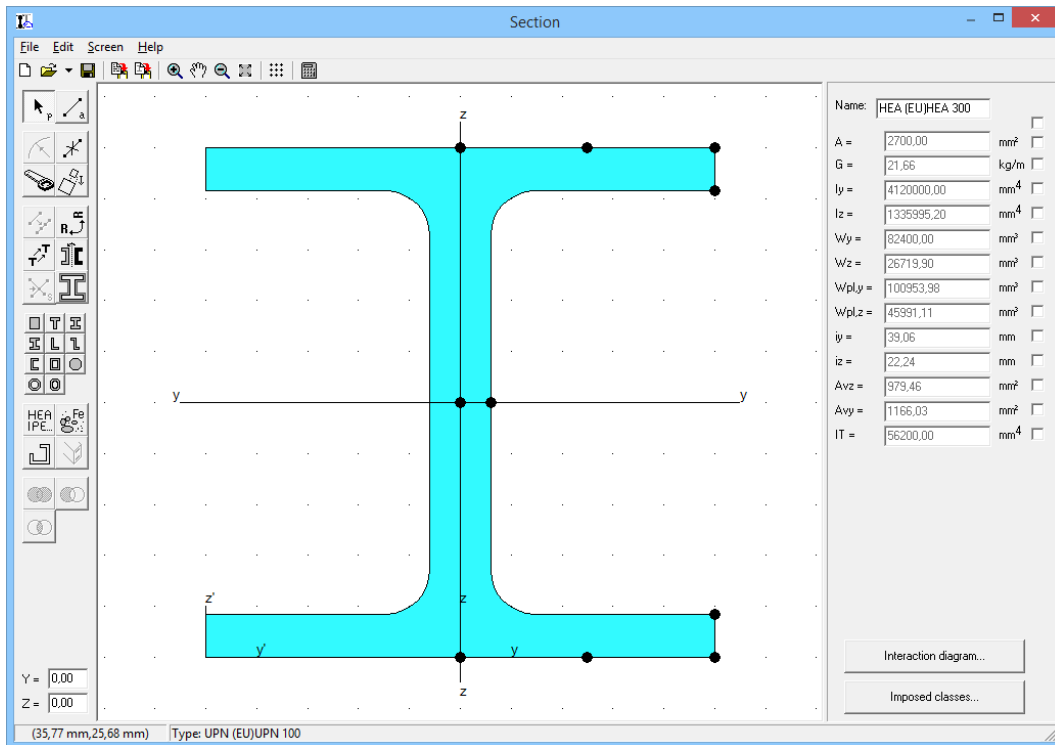 Section
File Edit Screen Help
p a
R R
T T
s
HEA Fe
IPE...
Y = 0,00
Z = 0,00
z
y y
z' z
y' y
z
Name: HEA (EU)HEA 300
A = 2700,00 mm²
G = 21,66 kg/m
Iy = 4120000,00 mm4
Iz = 1335995,20 mm4
Wy = 82400,00 mm³
Wz = 26719,90 mm³
Wpl,y = 100953,98 mm³
Wpl,z = 45991,11 mm³
iy = 39,06 mm
iz = 22,24 mm
Avz = 979,46 mm²
Avy = 1166,03 mm²
IT = 56200,00 mm4
Interaction diagram...
Imposed classes...
(35,77 mm,25,68 mm) Type: UPN (EU)UPN 100